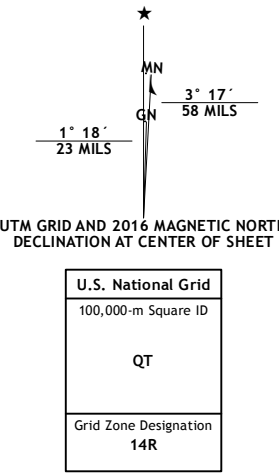 ★
MN
GN
3° 17´
58 MILS
1° 18´
23 MILS
UTM GRID AND 2016 MAGNETIC NORTH
DECLINATION AT CENTER OF SHEET
U.S. National Grid
100,000-m Square ID
QT
Grid Zone Designation
14R